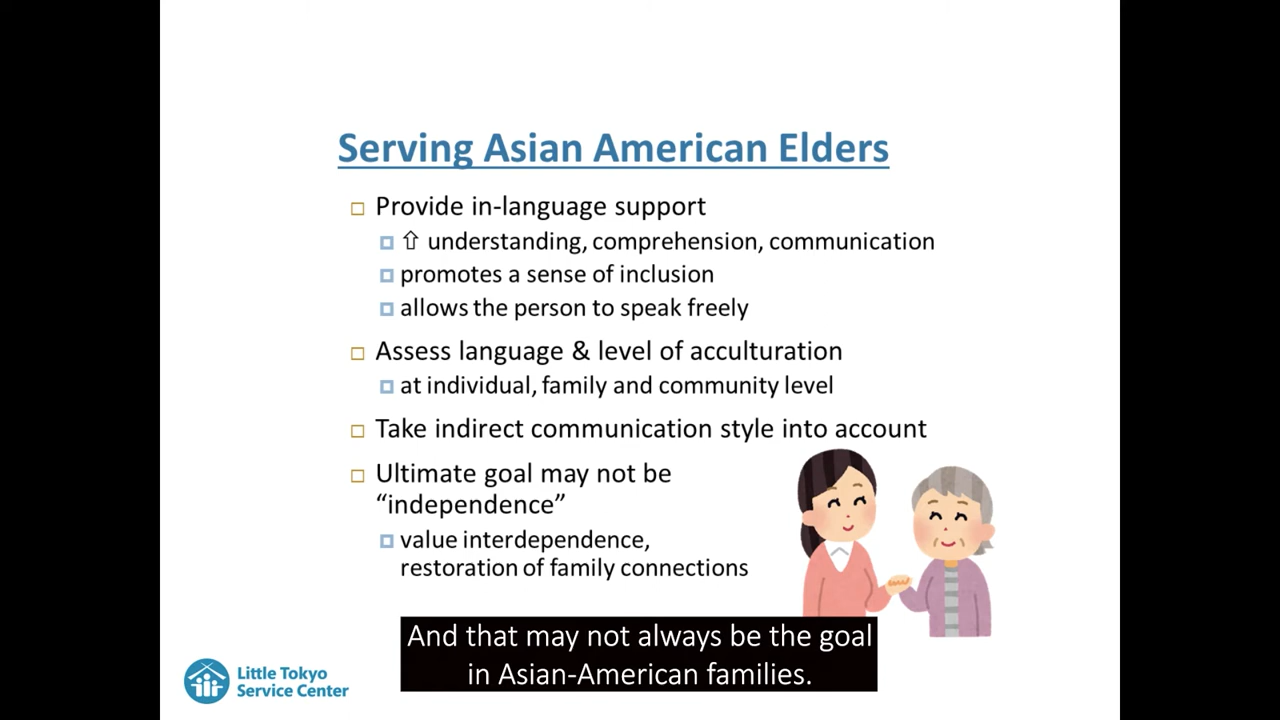 Serving Asian American Elders
□ Provide in-language support
□ ⇧ understanding, comprehension, communication
□ promotes a sense of inclusion
□ allows the person to speak freely
□ Assess language & level of acculturation
□ at individual, family and community level
□ Take indirect communication style into account
□ Ultimate goal may not be
“independence”
□ value interdependence,
restoration of family connections
And that may not always be the goal
in Asian-American families.
Little Tokyo
Service Center